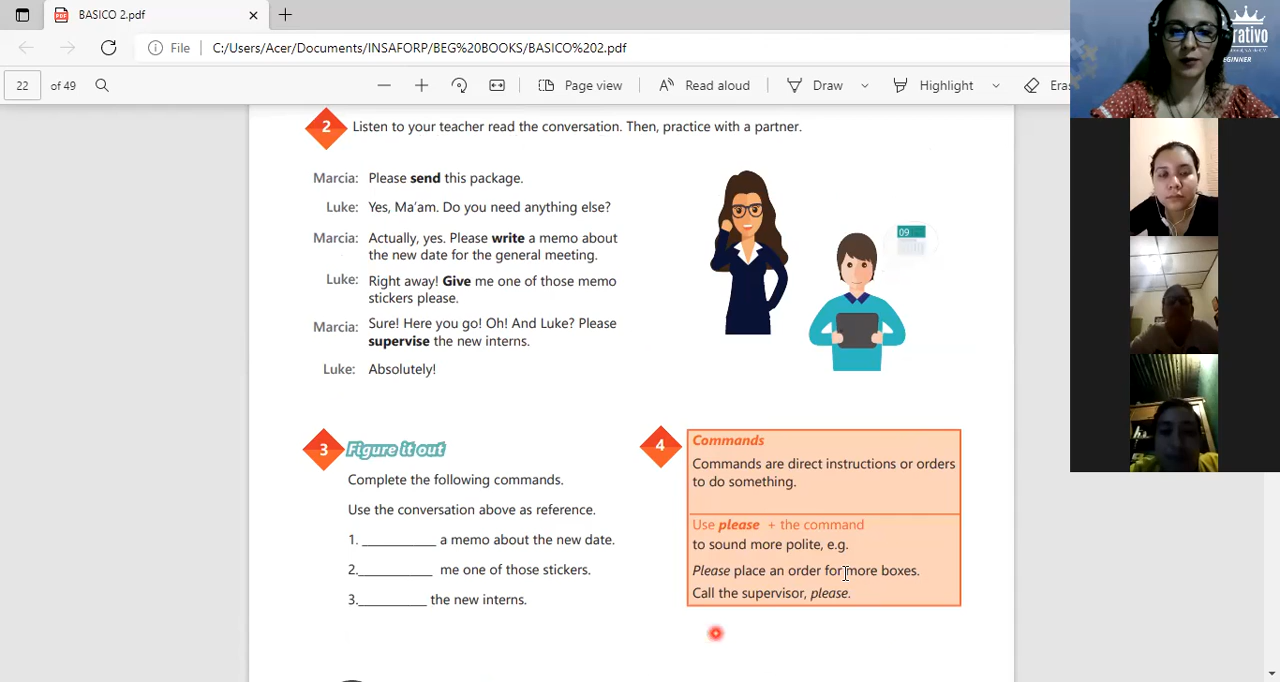 BASICO 2.pdf
File
C:/Users/Acer/Documents/INSAFORP/BEG%20BOOKS/BASICO%202.pdf
22 of 49
Page view
Read aloud
Draw
Highlight
2 Listen to your teacher read the conversation. Then, practice with a partner.
Marcia: Please send this package.
Luke: Yes, Ma'am. Do you need anything else?
Marcia: Actually, yes. Please write a memo about
the new date for the general meeting.
Luke: Right away! Give me one of those memo
stickers please.
Marcia: Sure! Here you go! Oh! And Luke? Please
supervise the new interns.
Luke: Absolutely!
09
3 Figure it out
Complete the following commands.
Use the conversation above as reference.
1. ___________ a memo about the new date.
2.___________ me one of those stickers.
3.__________ the new interns.
4 Commands
Commands are direct instructions or orders
to do something.
Use please + the command
to sound more polite, e.g.
Please place an order for more boxes.
Call the supervisor, please.